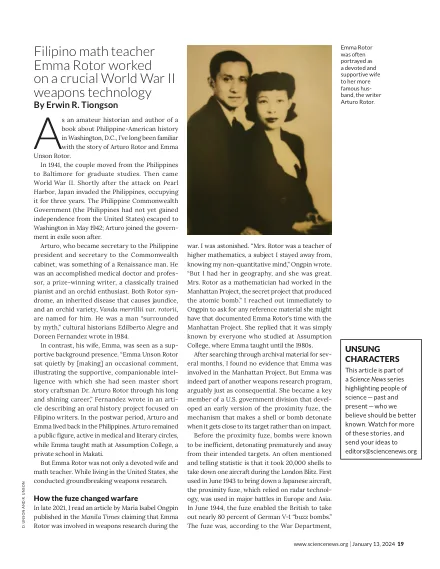 Filipino math teacher
Emma Rotor worked
on a crucial World War II
weapons technology
By Erwin R. Tiongson
As an amateur historian and author of a
book about Philippine-American history
in Washington, D.C., I've long been familiar
with the story of Arturo Rotor and Emma
Unson Rotor.
In 1941, the couple moved from the Philippines
to Baltimore for graduate studies. Then came
World War II. Shortly after the attack on Pearl
Harbor, Japan invaded the Philippines, occupying
it for three years. The Philippine Commonwealth
Government (the Philippines had not yet gained
independence from the United States) escaped to
Washington in May 1942; Arturo joined the govern-
ment in exile soon after.
Arturo, who became secretary to the Philippine
president and secretary to the Commonwealth
cabinet, was something of a Renaissance man. He
was an accomplished medical doctor and profes-
sor, a prize-winning writer, a classically trained
pianist and an orchid enthusiast. Both Rotor syn-
drome, an inherited disease that causes jaundice,
and an orchid variety, Vanda merrillii var. rotorii,
are named for him. He was a man "surrounded
by myth," cultural historians Edilberto Alegre and
Doreen Fernandez wrote in 1984.
In contrast, his wife, Emma, was seen as a sup-
portive background presence. "Emma Unson Rotor
sat quietly by [making] an occasional comment,
illustrating the supportive, companionable intel-
ligence with which she had seen master short
story craftsman Dr. Arturo Rotor through his long
and shining career," Fernandez wrote in an arti-
cle describing an oral history project focused on
Filipino writers. In the postwar period, Arturo and
Emma lived back in the Philippines. Arturo remained
a public figure, active in medical and literary circles,
while Emma taught math at Assumption College, a
private school in Makati.
But Emma Rotor was not only a devoted wife and
math teacher. While living in the United States, she
conducted groundbreaking weapons research.
How the fuze changed warfare
In late 2021, I read an article by Maria Isabel Ongpin
published in the Manila Times claiming that Emma
Rotor was involved in weapons research during the
war. I was astonished. "Mrs. Rotor was a teacher of
higher mathematics, a subject I stayed away from,
knowing my non-quantitative mind," Ongpin wrote.
"But I had her in geography, and she was great.
Mrs. Rotor as a mathematician had worked in the
Manhattan Project, the secret project that produced
the atomic bomb." I reached out immediately to
Ongpin to ask for any reference material she might
have that documented Emma Rotor's time with the
Manhattan Project. She replied that it was simply
known by everyone who studied at Assumption
College, where Emma taught until the 1980s.
After searching through archival material for sev-
eral months, I found no evidence that Emma was
involved in the Manhattan Project. But Emma was
indeed part of another weapons research program,
arguably just as consequential. She became a key
member of a U.S. government division that devel-
oped an early version of the proximity fuze, the
mechanism that makes a shell or bomb detonate
when it gets close to its target rather than on impact.
Before the proximity fuze, bombs were known
to be inefficient, detonating prematurely and away
from their intended targets. An often mentioned
and telling statistic is that it took 20,000 shells to
take down one aircraft during the London Blitz. First
used in June 1943 to bring down a Japanese aircraft,
the proximity fuze, which relied on radar technol-
ogy, was used in major battles in Europe and Asia.
In June 1944, the fuze enabled the British to take
out nearly 80 percent of German V-1 "buzz bombs."
The fuze was, according to the War Department,
Emma Rotor
was often
portrayed as
a devoted and
supportive wife
to her more
famous hus-
band, the writer
Arturo Rotor.
UNSUNG
CHARACTERS
This article is part of
a Science News series
highlighting people of
science — past and
present — who we
believe should be better
known. Watch for more
of these stories, and
send your ideas to
editors@sciencenews.org
www.sciencenews.org | January 13, 2024 19